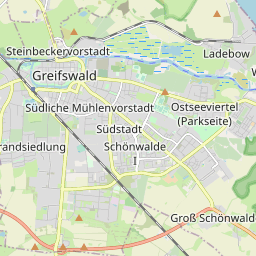 Steinbeckervorstadt
Ladebow
Greifswald
Südliche Mühlenvorstadt
Ostseeviertel
(Parkseite)
Südstadt
Schönwalde
I
randsiedlung
Groß Schönwald